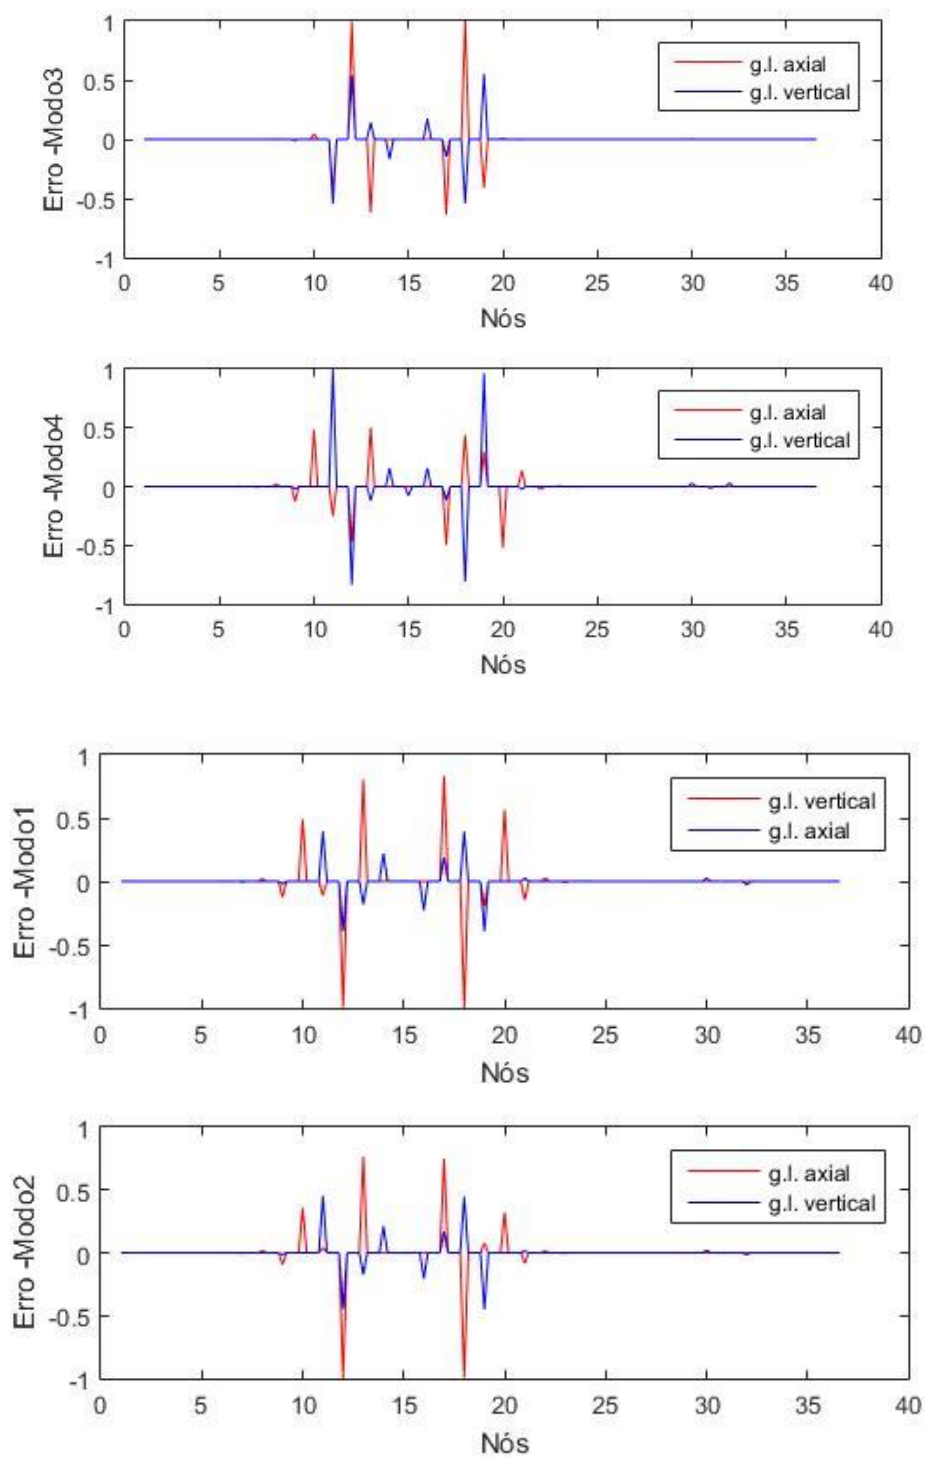 Erro -Modo3
1
0.5
0
-0.5
-1
g.l. axial
g.l. vertical
0 5 10 15 20 25 30 35 40
Nós
Erro -Modo4
1
0.5
0
-0.5
-1
g.l. axial
g.l. vertical
0 5 10 15 20 25 30 35 40
Nós
Erro -Modo1
1
0.5
0
-0.5
-1
g.l. vertical
g.l. axial
0 5 10 15 20 25 30 35 40
Nós
Erro -Modo2
1
0.5
0
-0.5
-1
g.l. axial
g.l. vertical
0 5 10 15 20 25 30 35 40
Nós